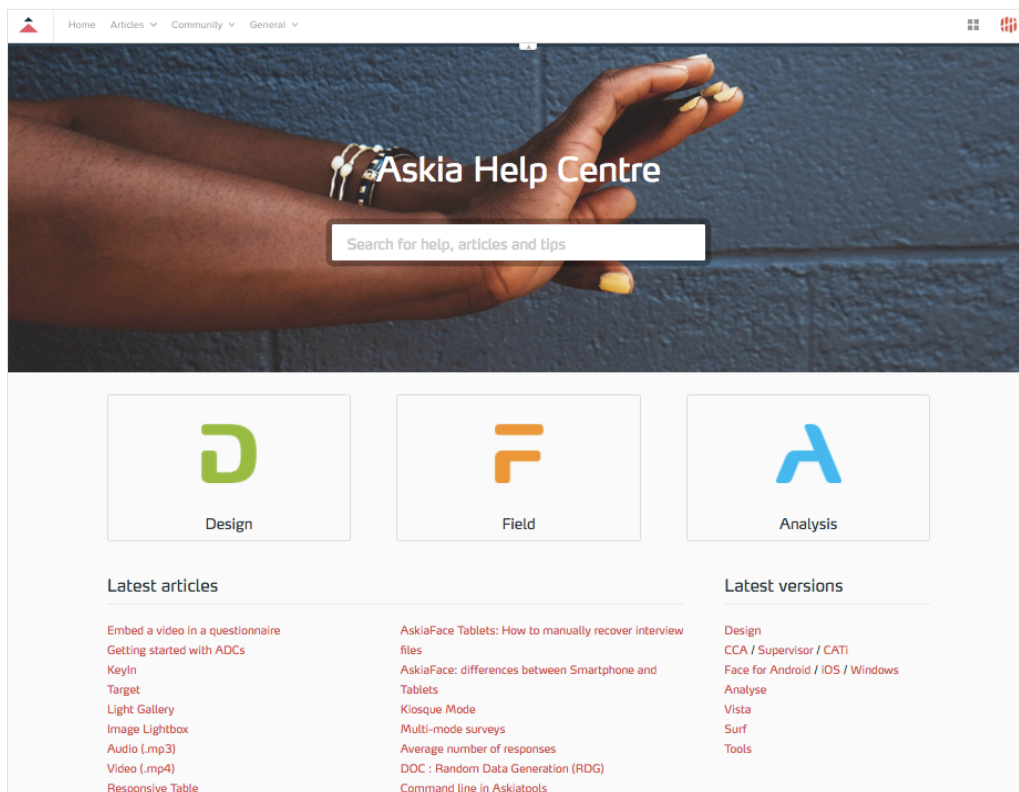 Home Articles Community General
Askia Help Centre
Search for help, articles and tips
Design
Field
Analysis
Latest articles
Embed a video in a questionnaire
Getting started with ADCs
KeyIn
Target
Light Gallery
Image Lightbox
Audio (.mp3)
Video (.mp4)
Responsive Table
AskiaFace Tablets: How to manually recover interview
files
AskiaFace: differences between Smartphone and
Tablets
Kiosque Mode
Multi-mode surveys
Average number of responses
DOC : Random Data Generation (RDG)
Command line in Askiatools
Latest versions
Design
CCA / Supervisor / CATi
Face for Android / iOS / Windows
Analyse
Vista
Surf
Tools